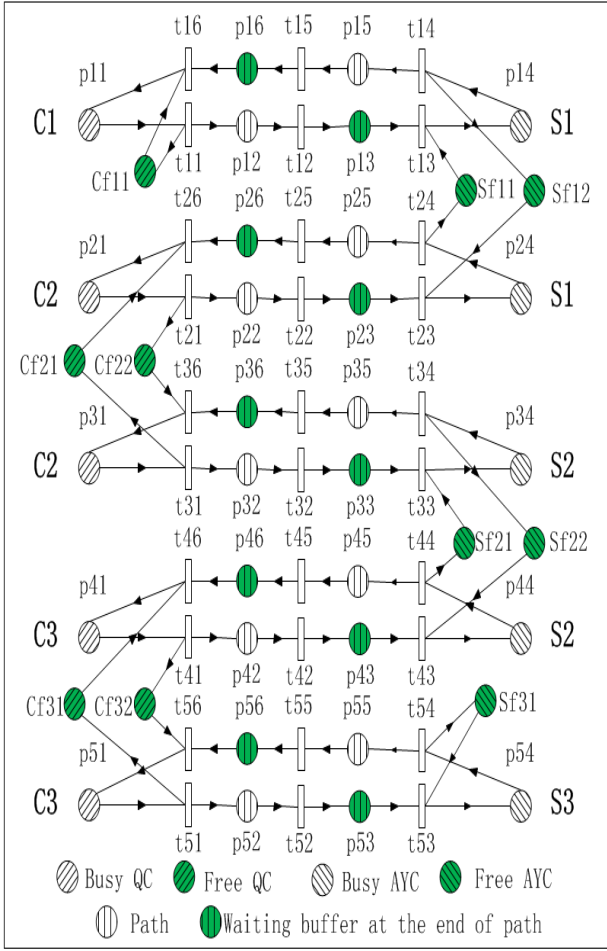 t16 p16 t15 p15 t14
p11 p14
C1 S1
t11 p12 t12 p13 t13
Cf11 Sf11 Sf12
t26 p26 t25 p25 t24
p21 p24
C2 S1
t21 p22 t22 p23 t23
Cf21 Cf22
t36 p36 t35 p35 t34
p31 p34
C2 S2
t31 p32 t32 p33 t33
t46 p46 t45 p45 t44 Sf21 Sf22
p41 p44
C3 S2
t41 p42 t42 p43 t43
Cf31 Cf32 Sf31
t56 p56 t55 p55 t54
p51 p54
C3 S3
t51 p52 t52 p53 t53
Busy QC Free QC Busy AYC Free AYC
Path Waiting buffer at the end of path